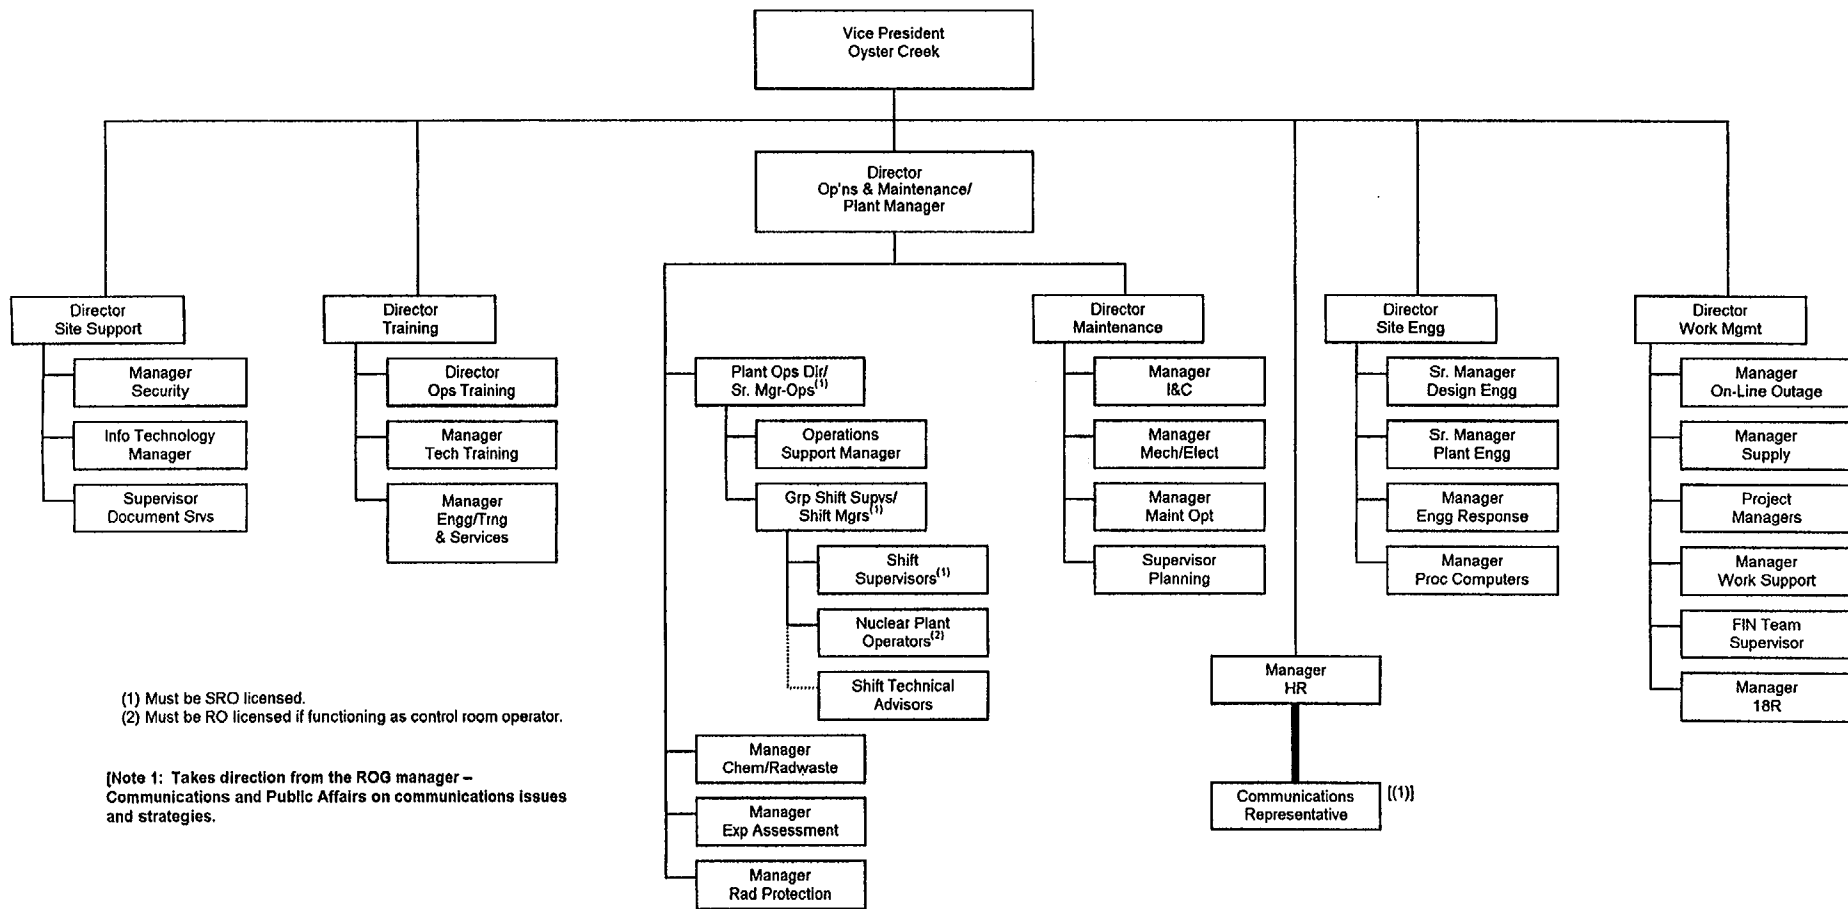 Vice President
Oyster Creek
Director
Op'ns & Maintenance/
Plant Manager
Director
Site Support
Manager
Security
Info Technology
Manager
Supervisor
Document Srvs
Director
Training
Director
Ops Training
Manager
Tech Training
Manager
Engg/Trng
& Services
Plant Ops Dir/
Sr. Mgr-Ops(1)
Operations
Support Manager
Grp Shift Supvs/
Shift Mgrs(1)
Shift
Supervisors(1)
Nuclear Plant
Operators(2)
Shift Technical
Advisors
Manager
Chem/Radwaste
Manager
Exp Assessment
Manager
Rad Protection
Director
Maintenance
Manager
I&C
Manager
Mech/Elect
Manager
Maint Opt
Supervisor
Planning
Manager
HR
Communications
Representative
[(1)]
Director
Site Engg
Sr. Manager
Design Engg
Sr. Manager
Plant Engg
Manager
Engg Response
Manager
Proc Computers
Director
Work Mgmt
Manager
On-Line Outage
Manager
Supply
Project
Managers
Manager
Work Support
FIN Team
Supervisor
Manager
18R
(1) Must be SRO licensed.
(2) Must be RO licensed if functioning as control room operator.
[Note 1: Takes direction from the ROG manager –
Communications and Public Affairs on communications issues
and strategies.